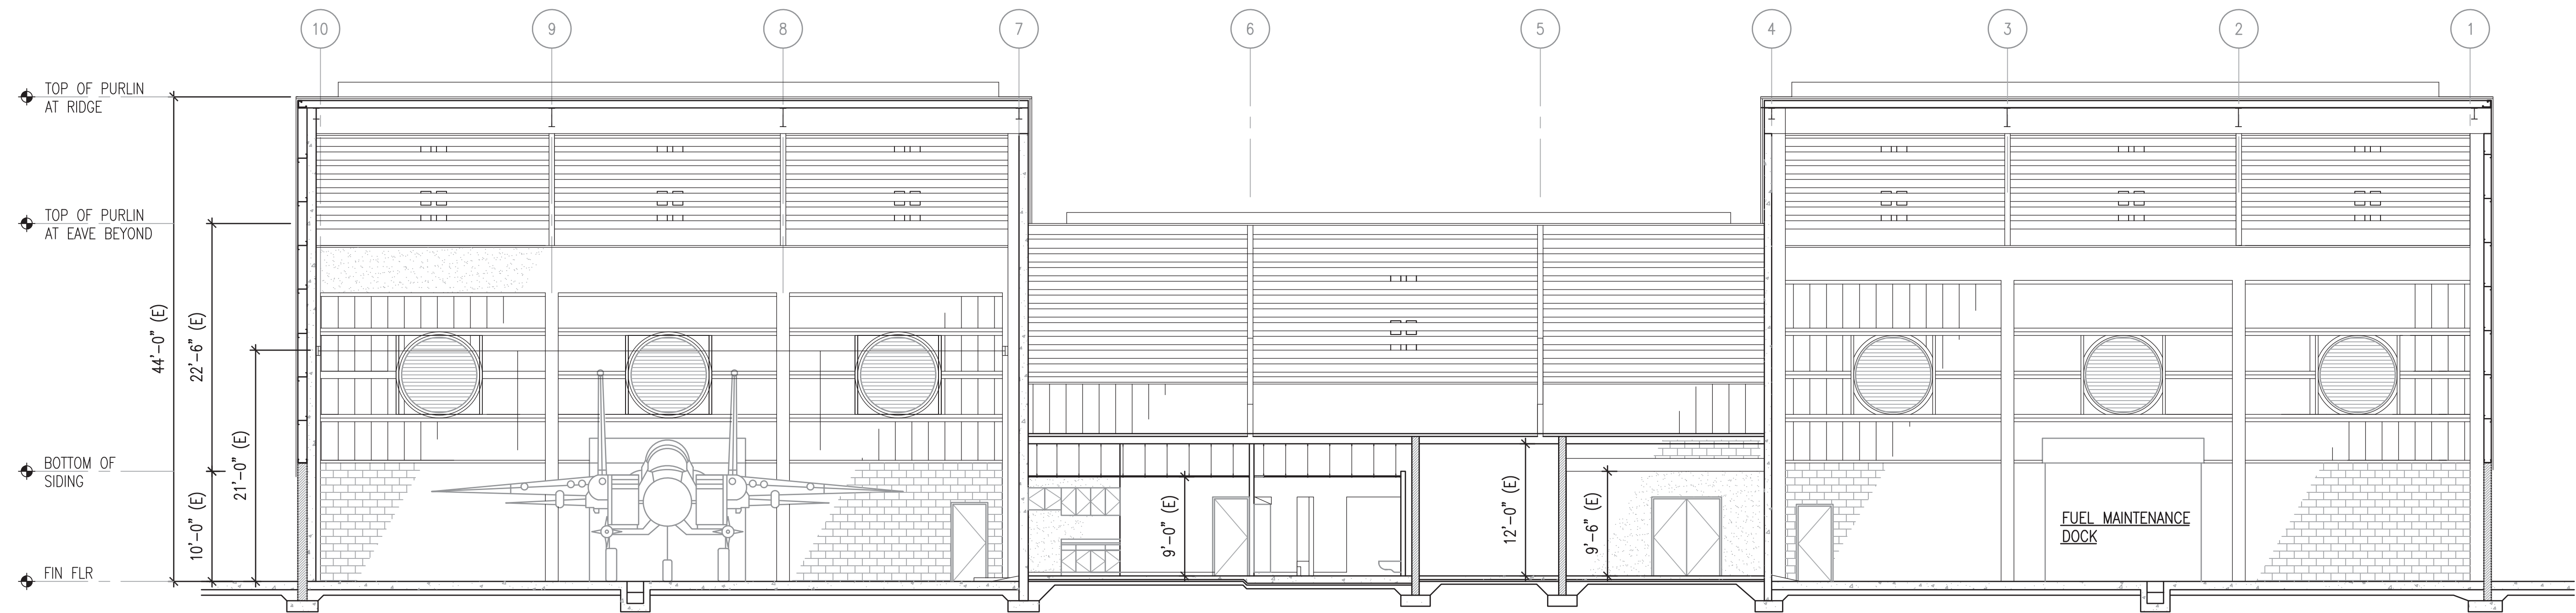 10
9
8
7
6
5
4
3
2
1
TOP OF PURLIN
AT RIDGE
TOP OF PURLIN
AT EAVE BEYOND
BOTTOM OF
SIDING
FIN FLR
44'-0" (E)
22'-6" (E)
21'-0" (E)
10'-0" (E)
9'-0" (E)
12'-0" (E)
9'-6" (E)
FUEL MAINTENANCE
DOCK